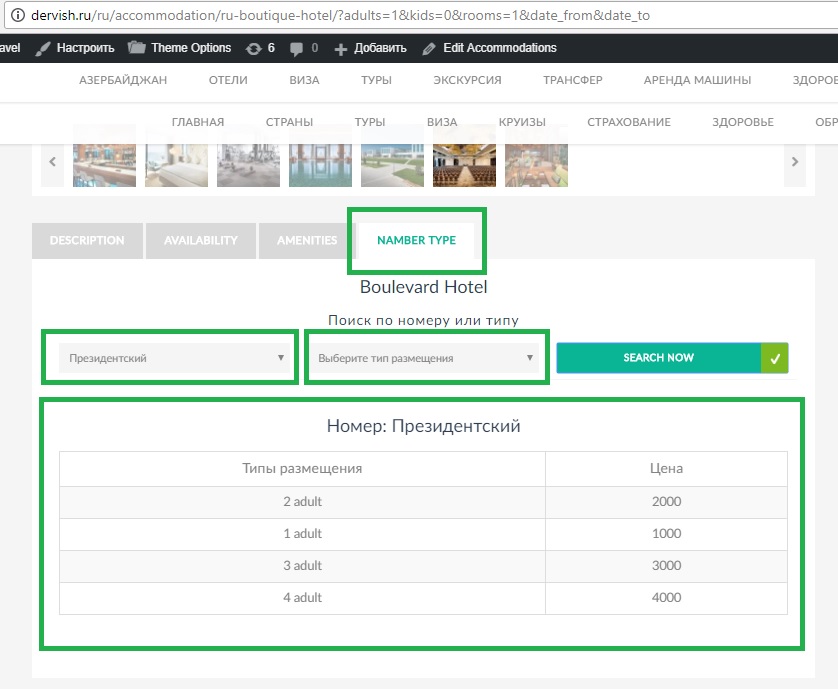 dervish.ru/ru/accommodation/ru-boutique-hotel/?adults=1&kids=0&rooms=1&date_from&date_to
avel Настроить Theme Options 6 0 Добавить Edit Accommodations
АЗЕРБАЙДЖАН ОТЕЛИ ВИЗА ТУРЫ ЭКСКУРСИЯ ТРАНСФЕР АРЕНДА МАШИНЫ ЗДОРОВ
ГЛАВНАЯ СТРАНЫ ТУРЫ ВИЗА КРУИЗЫ СТРАХОВАНИЕ ЗДОРОВЬЕ ОБР
DESCRIPTION AVAILABILITY AMENITIES NAMBER TYPE
Boulevard Hotel
Поиск по номеру или типу
Президентский Выберите тип размещения SEARCH NOW
Номер: Президентский
Типы размещения Цена
2 adult 2000
1 adult 1000
3 adult 3000
4 adult 4000